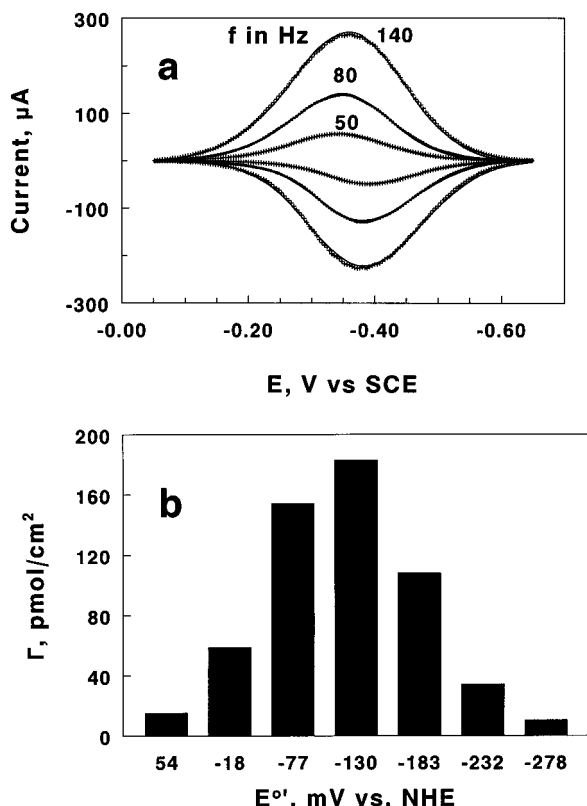 300
f in Hz
140
a
80
100
50
Current, µA
-100
-300
-0.00 -0.20 -0.40 -0.60
E, V vs SCE
200
b
160
120
80
40
0
Γ, pmol/cm²
54 -18 -77 -130 -183 -232 -278
E°', mV vs. NHE